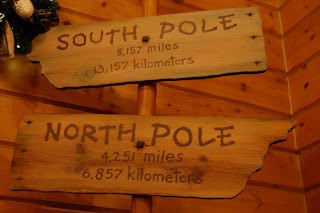 SOUTH POLE
8,157 miles
13,157 kilometers
NORTH POLE
4,251 miles
6,857 kilometers